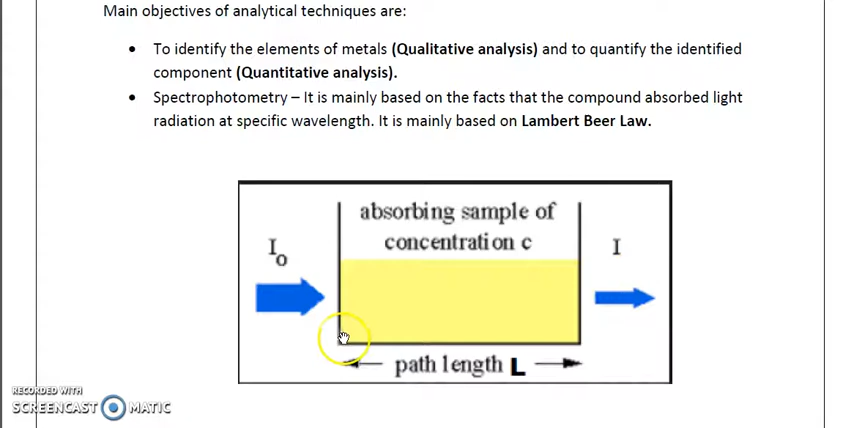 Main objectives of analytical techniques are:
• To identify the elements of metals (Qualitative analysis) and to quantify the identified
component (Quantitative analysis).
• Spectrophotometry – It is mainly based on the facts that the compound absorbed light
radiation at specific wavelength. It is mainly based on Lambert Beer Law.
absorbing sample of
concentration c
Io
I
path length L
RECORDED WITH
SCREENCAST MATIC